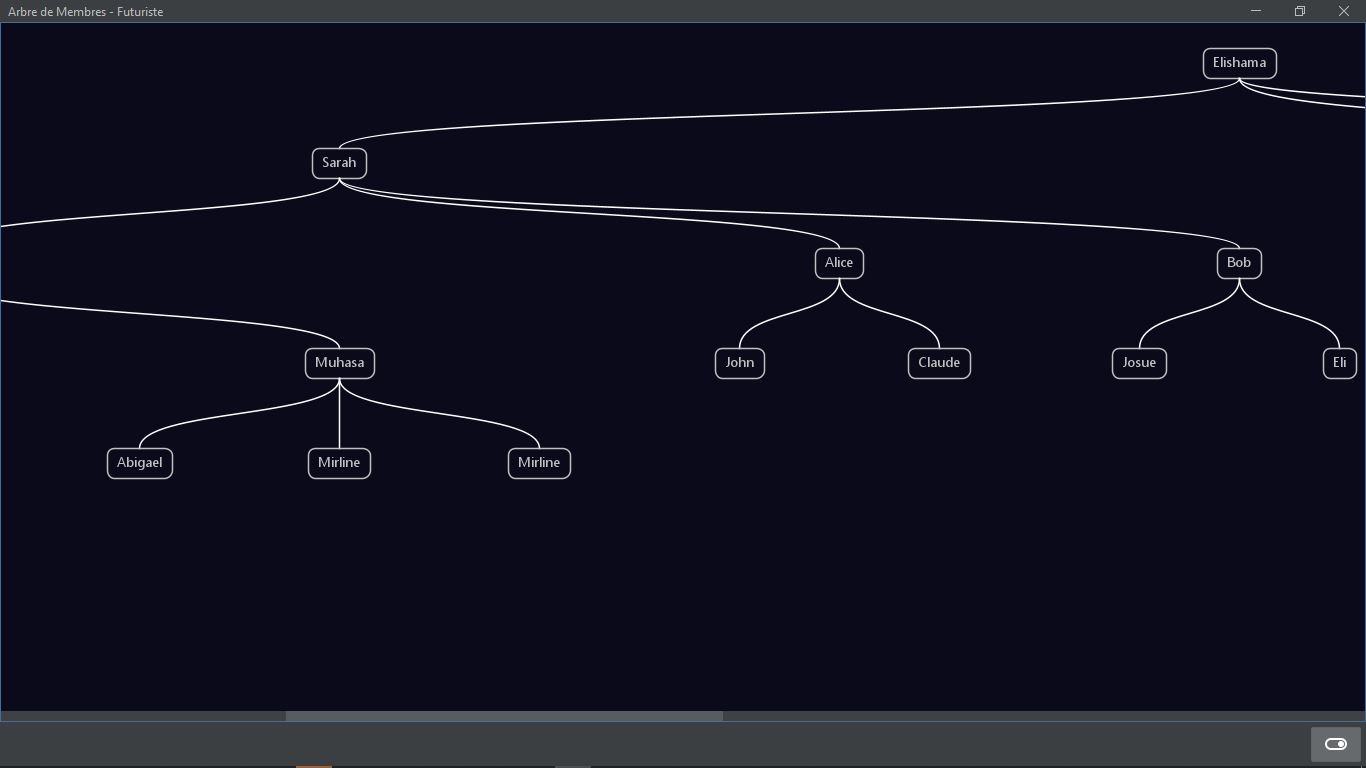 Arbre de Membres - Futuriste
Elishama
Sarah
Alice
Bob
Muhasa
John
Claude
Josue
Eli
Abigael
Mirline
Mirline